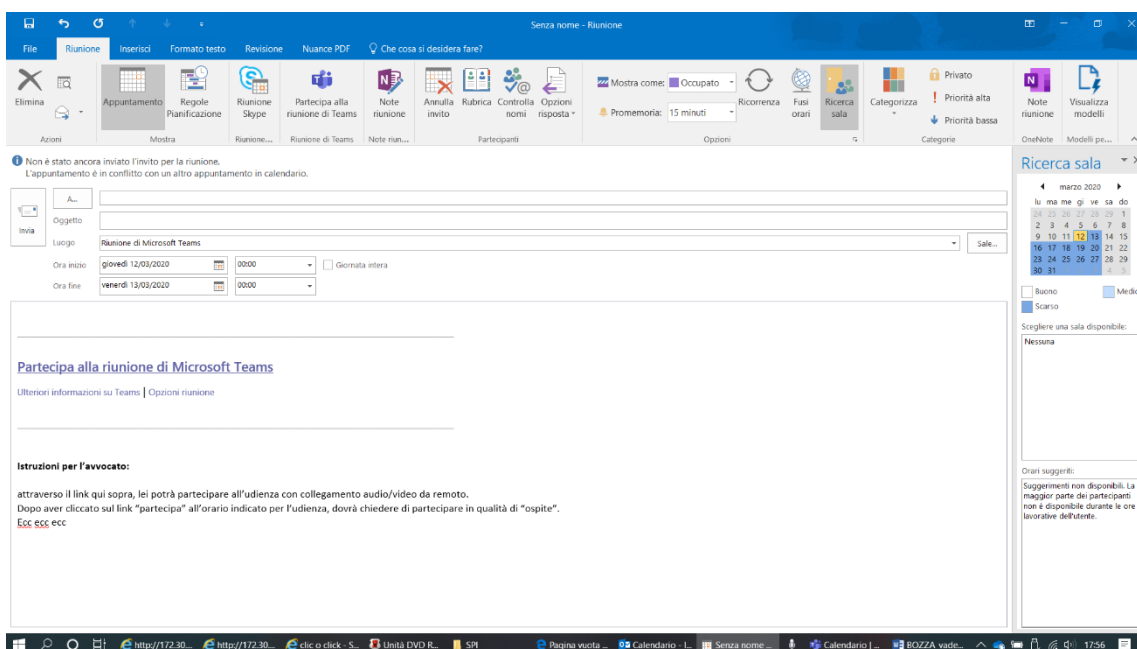 Senza nome - Riunione
File Riunione Inserisci Formato testo Revisione Nuance PDF Che cosa si desidera fare?
Elimina
Appuntamento
Regole Pianificazione
Riunione Skype
Partecipa alla riunione di Teams
Note riunione
Annulla invito
Rubrica
Controlla nomi
Opzioni risposta
Mostra come: Occupato
Promemoria: 15 minuti
Ricorrenza
Fusi orari
Ricerca sala
Categorizza
Privato
Priorità alta
Priorità bassa
Note riunione
Visualizza modelli
Azioni Mostra Riunione... Riunione di Teams Note riun... Partecipanti Opzioni Categorie OneNote Modelli pe...
Non è stato ancora inviato l'invito per la riunione.
L'appuntamento è in conflitto con un altro appuntamento in calendario.
Invia
A...
Oggetto
Luogo Riunione di Microsoft Teams Sale...
Ora inizio giovedì 12/03/2020 00:00 Giornata intera
Ora fine venerdì 13/03/2020 00:00
Partecipa alla riunione di Microsoft Teams
Ulteriori informazioni su Teams | Opzioni riunione
Istruzioni per l'avvocato:
attraverso il link qui sopra, lei potrà partecipare all'udienza con collegamento audio/video da remoto.
Dopo aver cliccato sul link "partecipa" all'orario indicato per l'udienza, dovrà chiedere di partecipare in qualità di "ospite".
Ecc ecc ecc
Ricerca sala
marzo 2020
lu ma me gi ve sa do
24 25 26 27 28 29 1
2 3 4 5 6 7 8
9 10 11 12 13 14 15
16 17 18 19 20 21 22
23 24 25 26 27 28 29
30 31 4 5
Buono Medio
Scarso
Scegliere una sala disponibile:
Nessuna
Orari suggeriti:
Suggerimenti non disponibili. La
maggior parte dei partecipanti
non è disponibile durante le ore
lavorative dell'utente.
http://172.30... http://172.30... clic o click - S... Unità DVD R... SPI Pagina vuota ... Calendario - L... Senza nome ... Calendario | ... BOZZA_vade... 17:56